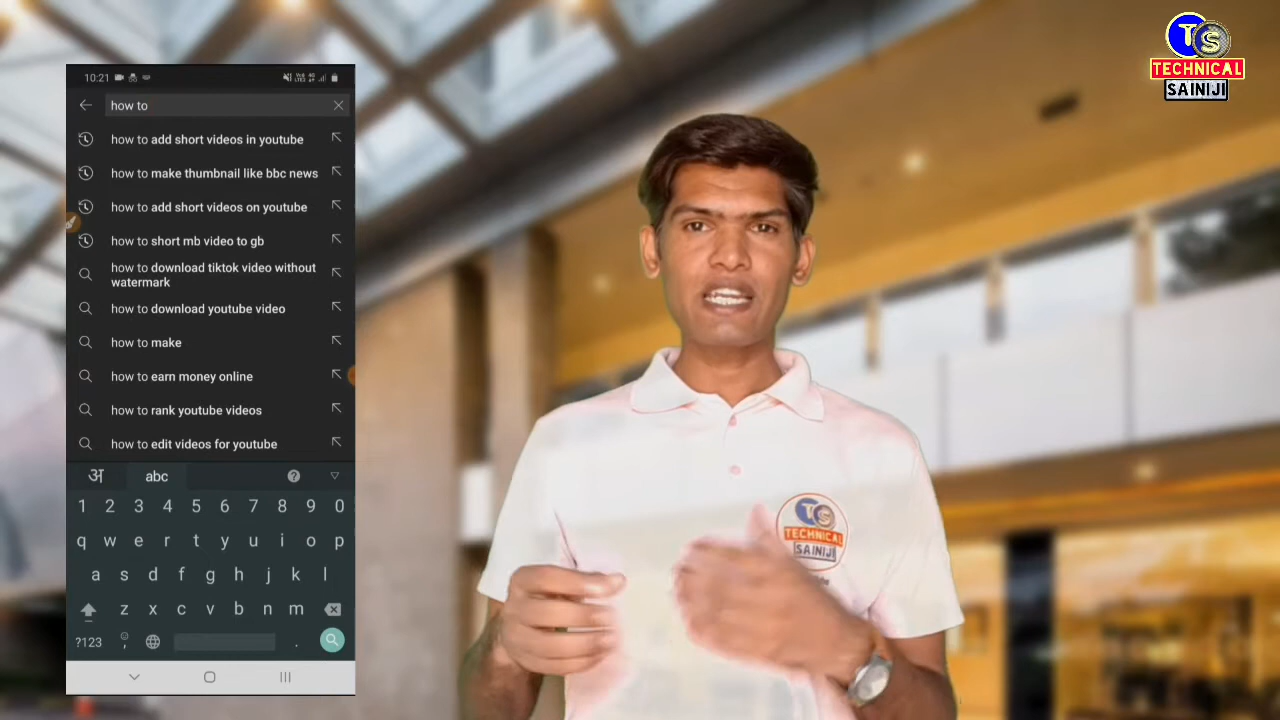 10:21
how to
how to add short videos in youtube
how to make thumbnail like bbc news
how to add short videos on youtube
how to short mb video to gb
how to download tiktok video without
watermark
how to download youtube video
how to make
how to earn money online
how to rank youtube videos
how to edit videos for youtube
अ abc
1 2 3 4 5 6 7 8 9 0
q w e r t y u i o p
a s d f g h j k l
z x c v b n m
?123 , .
TS
TECHNICAL
SAINIJI
TS
TECHNICAL
SAINIJI